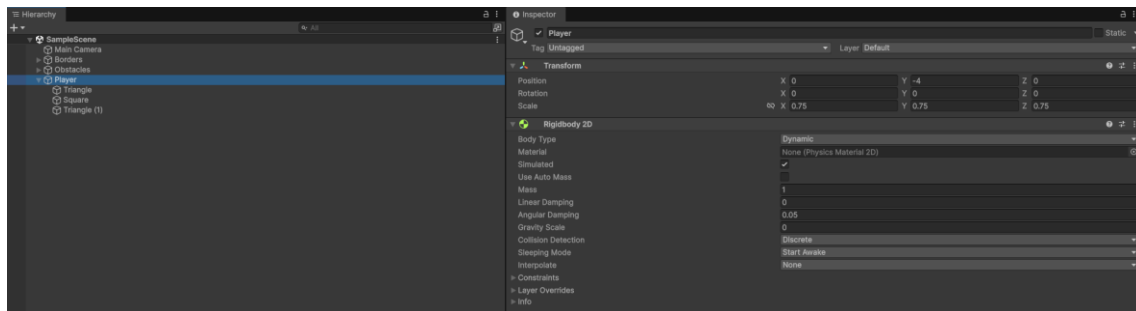 Hierarchy
All
SampleScene
Main Camera
Borders
Obstacles
Player
Triangle
Square
Triangle (1)
Inspector
Player Static
Tag Untagged Layer Default
Transform
Position X 0 Y -4 Z 0
Rotation X 0 Y 0 Z 0
Scale X 0.75 Y 0.75 Z 0.75
Rigidbody 2D
Body Type Dynamic
Material None (Physics Material 2D)
Simulated
Use Auto Mass
Mass 1
Linear Damping 0
Angular Damping 0.05
Gravity Scale 0
Collision Detection Discrete
Sleeping Mode Start Awake
Interpolate None
Constraints
Layer Overrides
Info